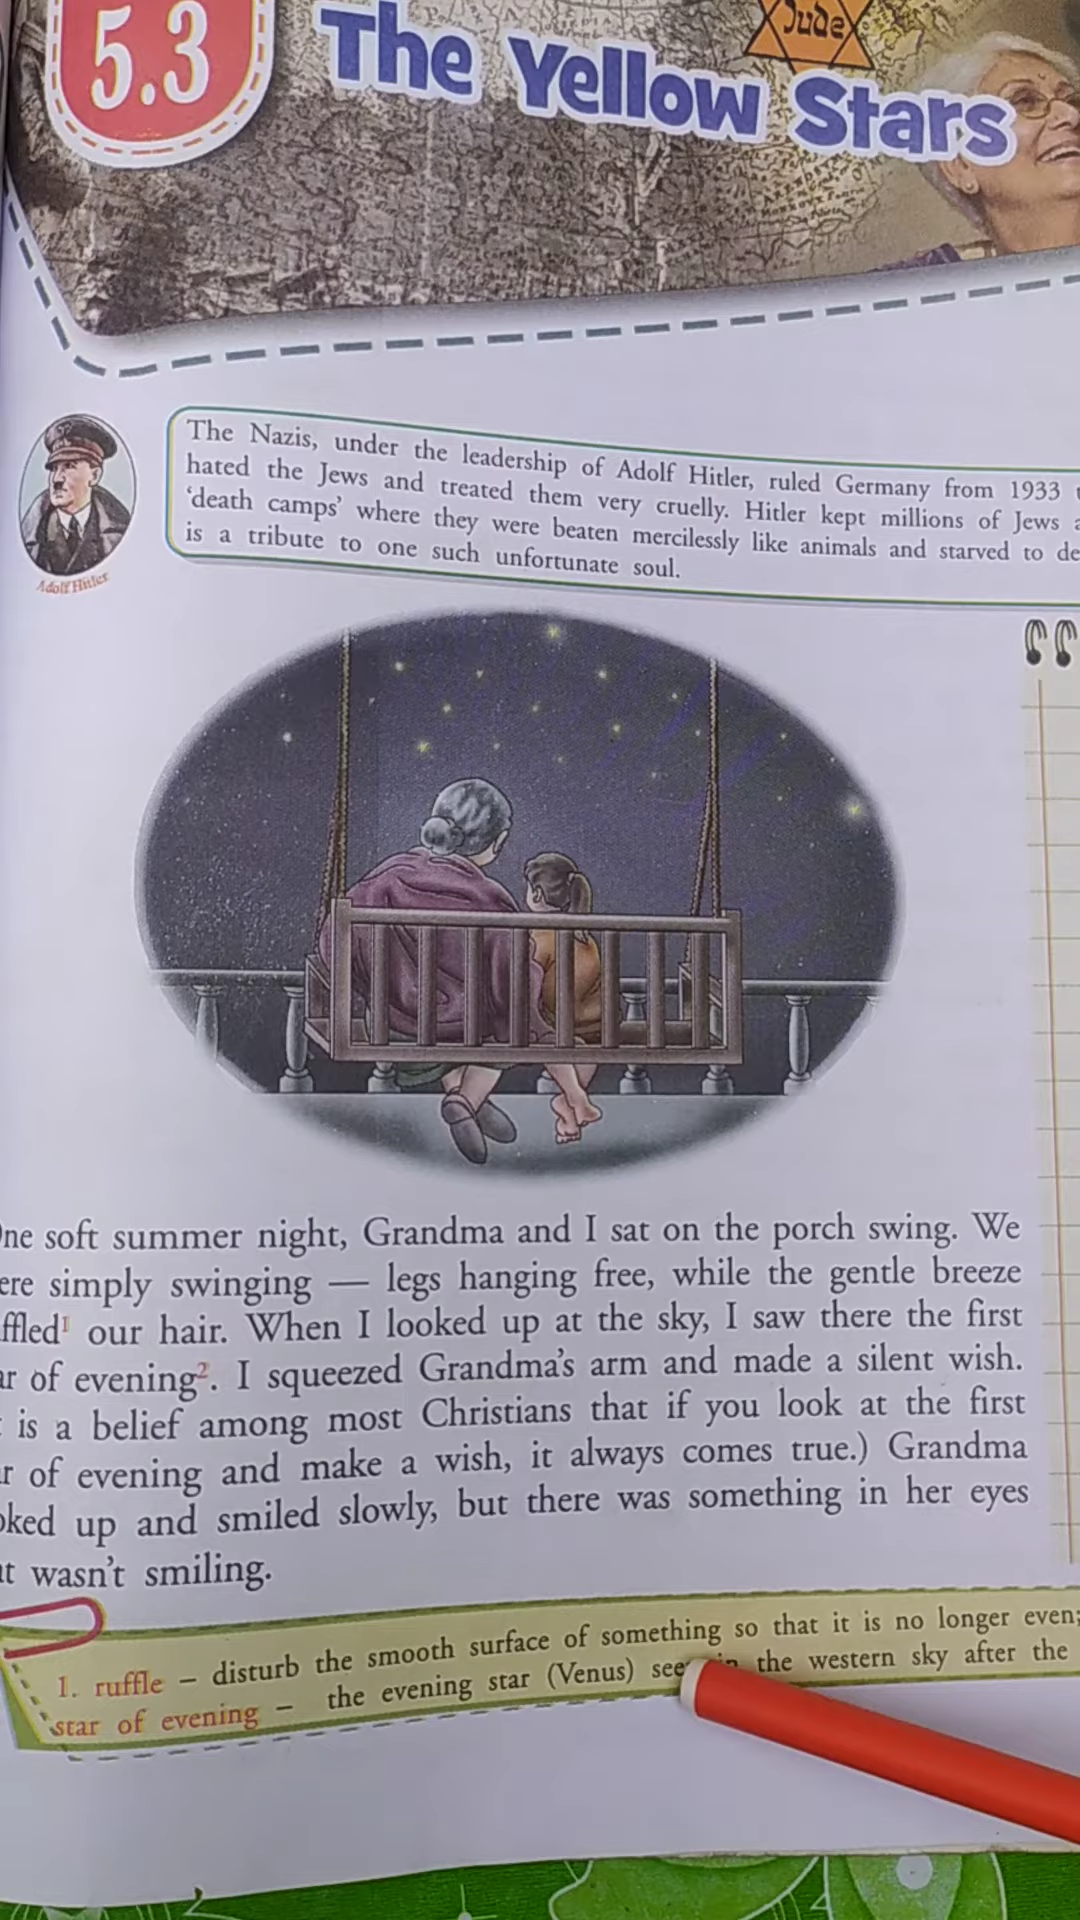 5.3
The Yellow Stars
Jude
The Nazis, under the leadership of Adolf Hitler, ruled Germany from 1933
hated the Jews and treated them very cruelly. Hitler kept millions of Jews
'death camps' where they were beaten mercilessly like animals and starved to de
is a tribute to one such unfortunate soul.
Adolf Hitler
ne soft summer night, Grandma and I sat on the porch swing. We
ere simply swinging — legs hanging free, while the gentle breeze
ffled1 our hair. When I looked up at the sky, I saw there the first
ar of evening2. I squeezed Grandma's arm and made a silent wish.
is a belief among most Christians that if you look at the first
r of evening and make a wish, it always comes true.) Grandma
oked up and smiled slowly, but there was something in her eyes
at wasn't smiling.
1. ruffle – disturb the smooth surface of something so that it is no longer even;
star of evening – the evening star (Venus) see in the western sky after the